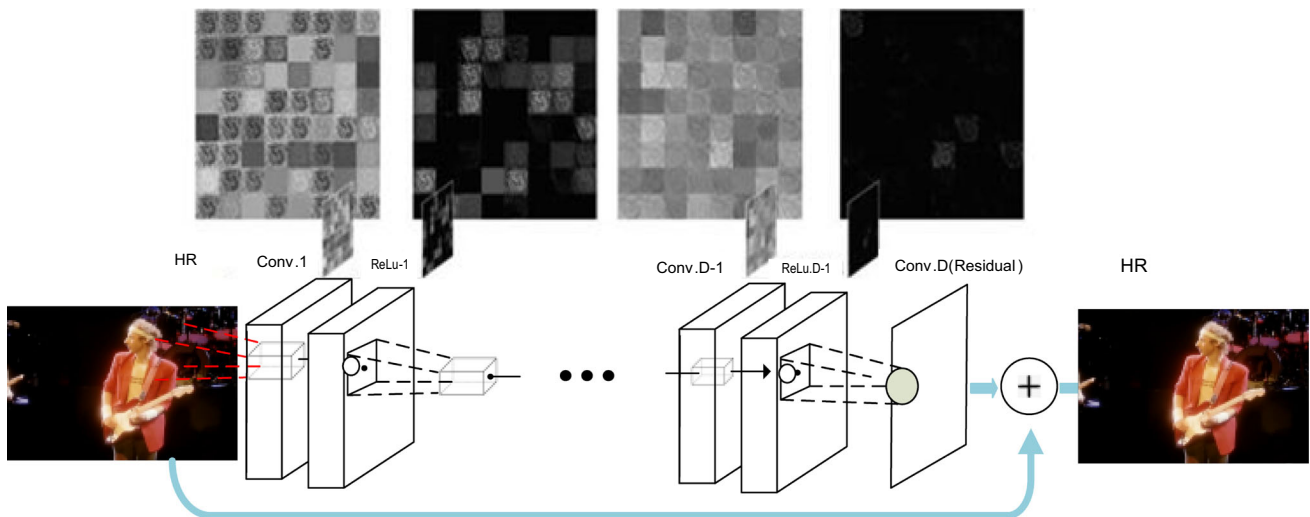 HR
Conv.1
ReLu-1
Conv.D-1
ReLu.D-1
Conv.D(Residual)
HR